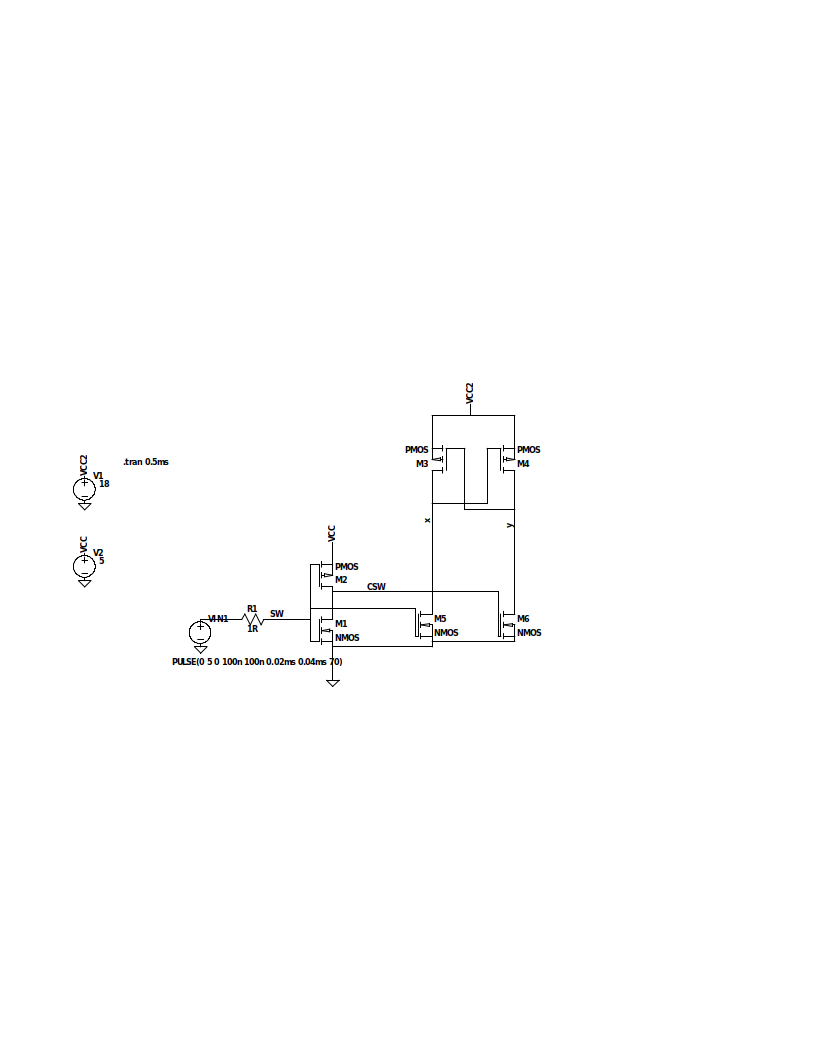 VCC2
PMOS
M3
PMOS
M4
VCC2
V1
18
.tran 0.5ms
x
y
VCC
V2
5
VCC
PMOS
M2
CSW
VIN1
R1
1R
SW
M1
NMOS
M5
NMOS
M6
NMOS
PULSE(0 5 0 100n 100n 0.02ms 0.04ms 70)